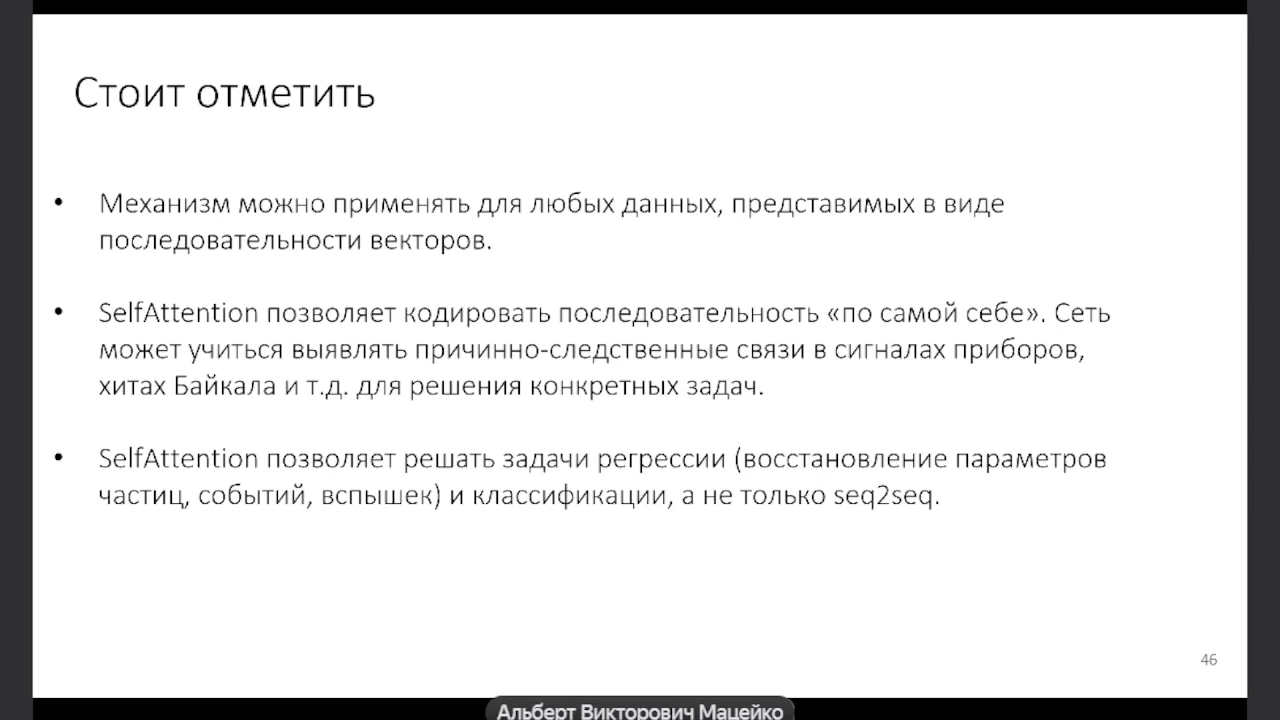 Стоит отметить
• Механизм можно применять для любых данных, представимых в виде
последовательности векторов.
• SelfAttention позволяет кодировать последовательность «по самой себе». Сеть
может учиться выявлять причинно-следственные связи в сигналах приборов,
хитах Байкала и т.д. для решения конкретных задач.
• SelfAttention позволяет решать задачи регрессии (восстановление параметров
частиц, событий, вспышек) и классификации, а не только seq2seq.
46
Альберт Викторович Мацейко